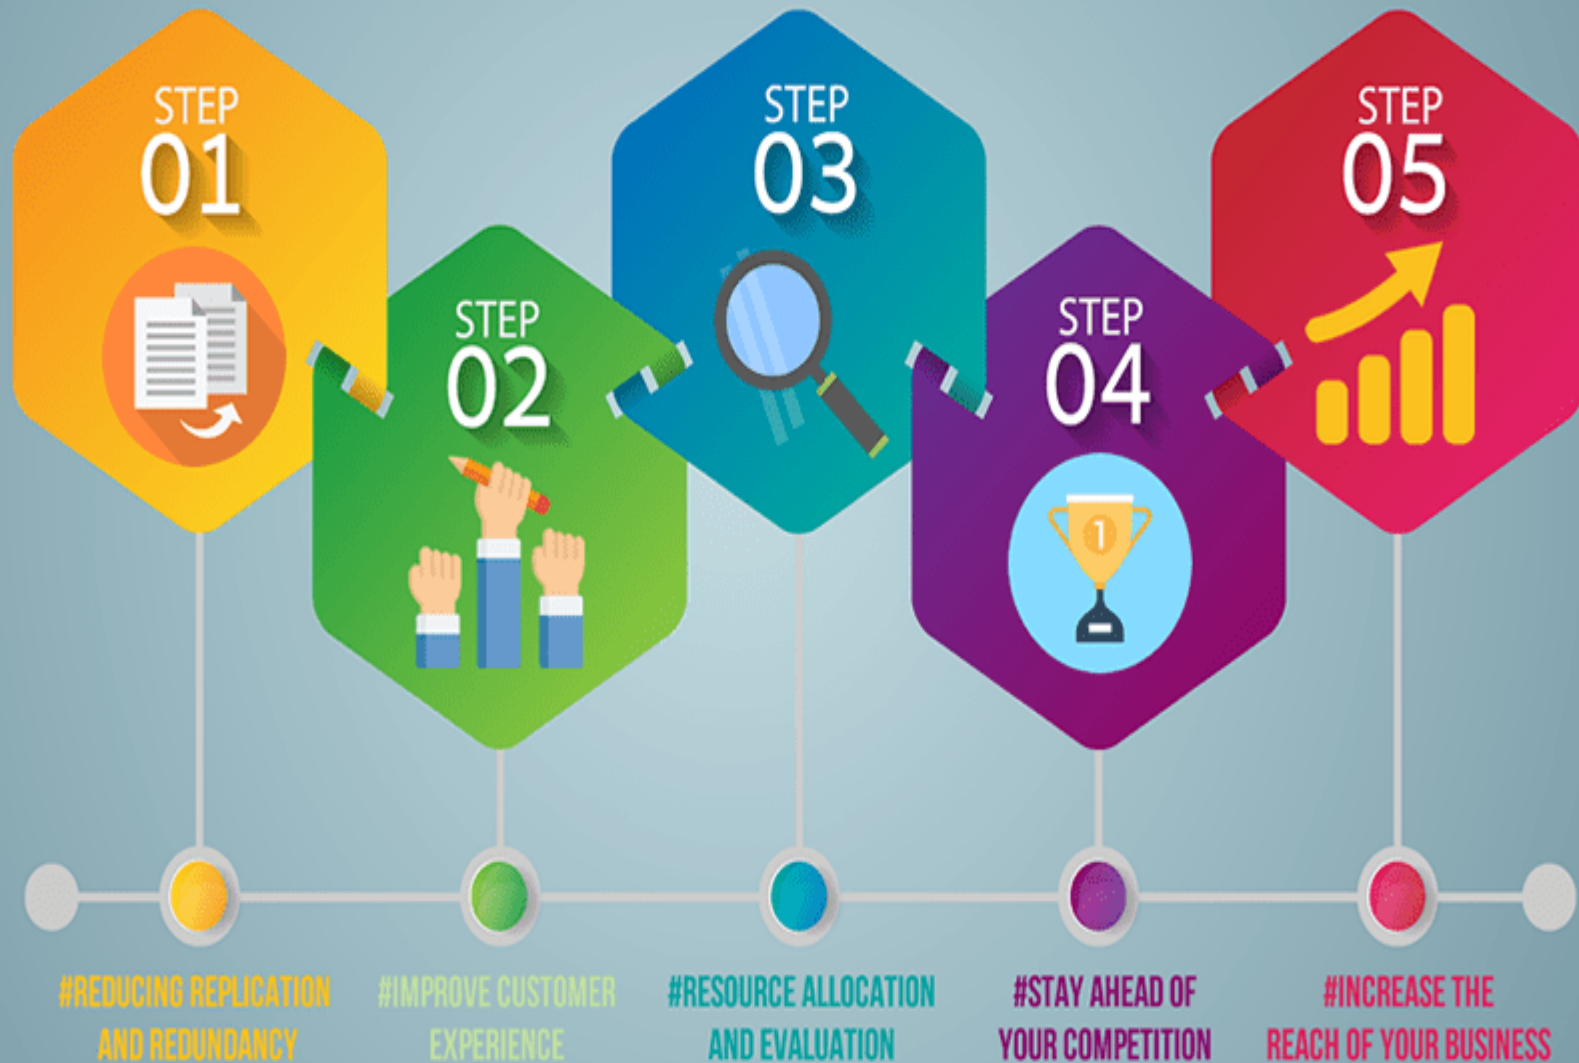 STEP
01
STEP
02
STEP
03
STEP
04
1
STEP
05
#REDUCING REPLICATION
AND REDUNDANCY
#IMPROVE CUSTOMER
EXPERIENCE
#RESOURCE ALLOCATION
AND EVALUATION
#STAY AHEAD OF
YOUR COMPETITION
#INCREASE THE
REACH OF YOUR BUSINESS